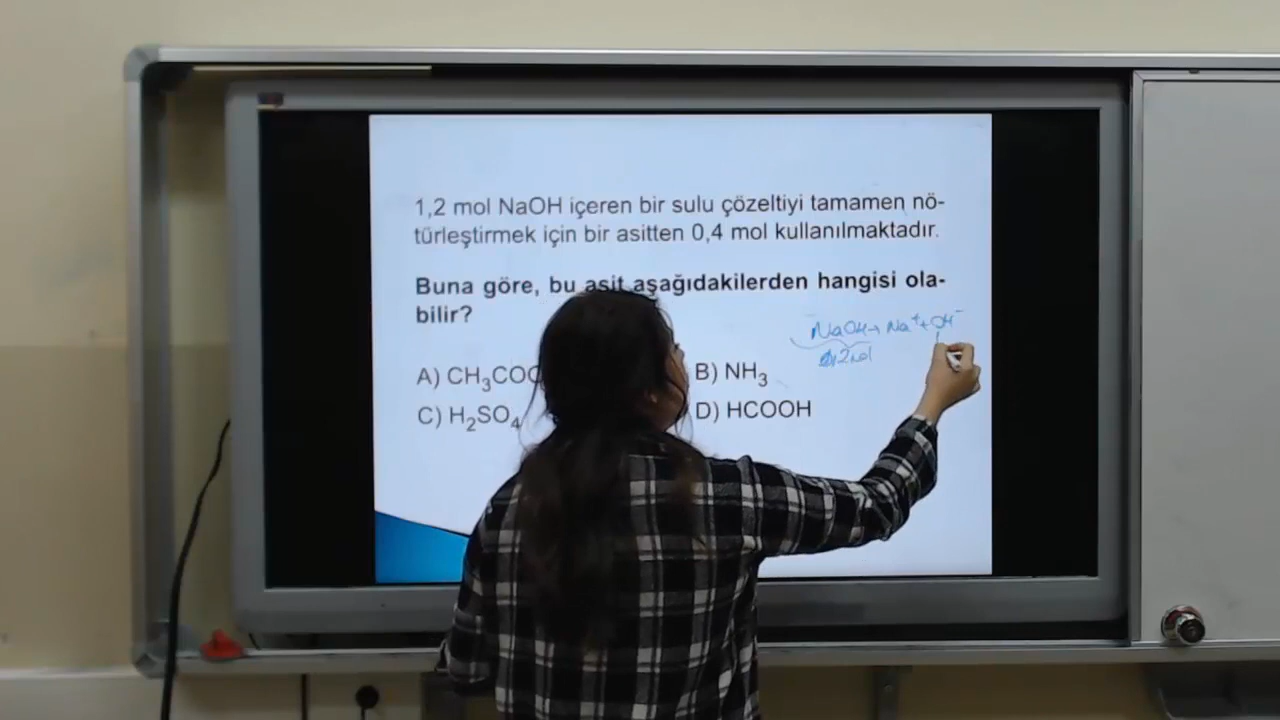 1,2 mol NaOH içeren bir sulu çözeltiyi tamamen nö-
türleştirmek için bir asitten 0,4 mol kullanılmaktadır.
Buna göre, bu asit aşağıdakilerden hangisi ola-
bilir?
NaOH→ Na⁺+OH⁻
A) CH₃COO
B) NH₃
C) H₂SO₄
D) HCOOH